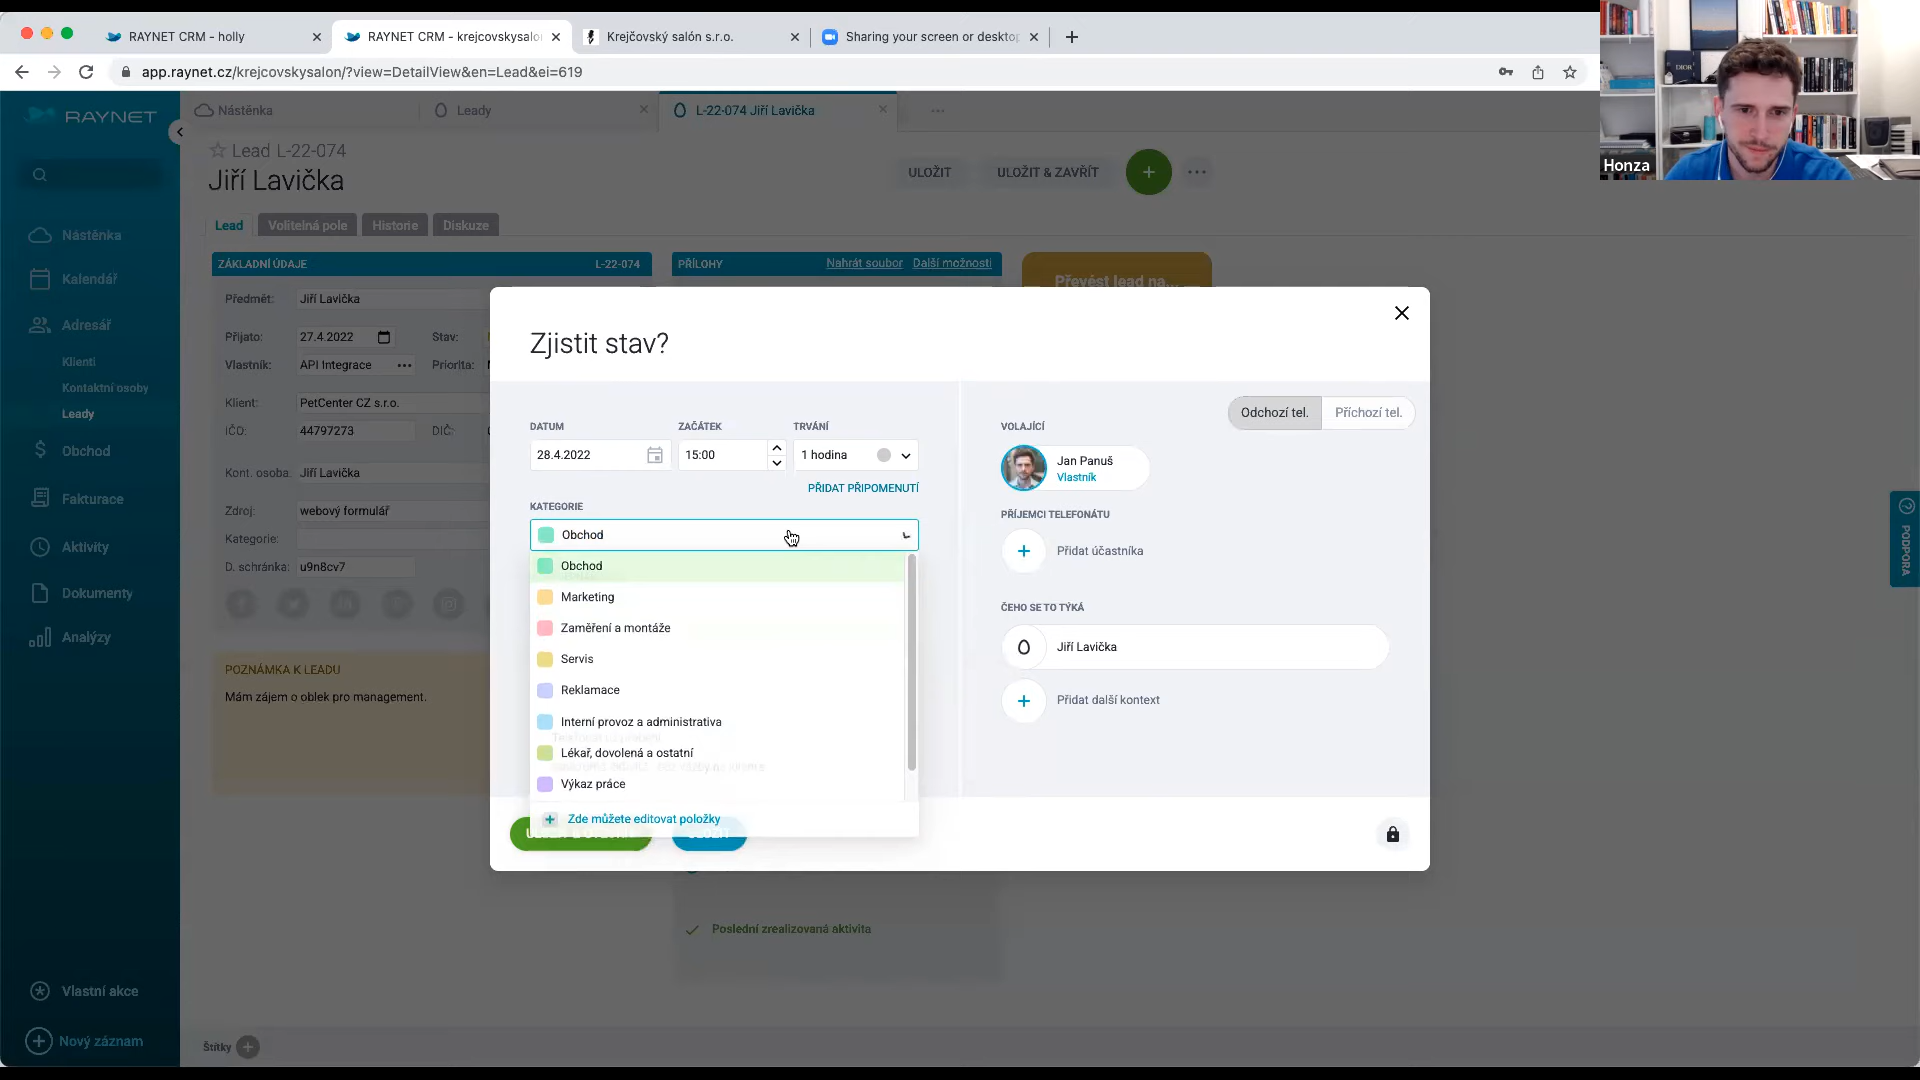 RAYNET CRM - holly
RAYNET CRM - krejcovskysalo
Krejčovský salón s.r.o.
Sharing your screen or deskto
app.raynet.cz/krejcovskysalon/?view=DetailView&en=Lead&ei=619
Honza
RAYNET
Nástěnka
Leady
L-22-074 Jiří Lavička
Lead L-22-074
Jiří Lavička
ULOŽIT
ULOŽIT & ZAVŘÍT
Lead
Volitelná pole
Historie
Diskuze
Nástěnka
Kalendář
Adresář
Klienti
Kontaktní osoby
Leady
Obchod
Fakturace
Aktivity
Dokumenty
Analýzy
Vlastní akce
Nový záznam
ZÁKLADNÍ ÚDAJE
L-22-074
PŘÍLOHY
Nahrát soubor
Další možnosti
Převést lead na...
Předmět:
Jiří Lavička
Přijato:
27.4.2022
Stav:
Vlastník:
API Integrace
Priorita:
Klient:
PetCenter CZ s.r.o.
IČO:
44797273
DIČ:
Kont. osoba:
Jiří Lavička
Zdroj:
webový formulář
Kategorie:
D. schránka:
u9n8cv7
POZNÁMKA K LEADU
Mám zájem o oblek pro management.
Zjistit stav?
DATUM
ZAČÁTEK
TRVÁNÍ
28.4.2022
15:00
1 hodina
PŘIDAT PŘIPOMENUTÍ
KATEGORIE
Obchod
Obchod
Marketing
Zaměření a montáže
Servis
Reklamace
Interní provoz a administrativa
Lékař, dovolená a ostatní
Výkaz práce
Zde můžete editovat položky
Odchozí tel.
Příchozí tel.
VOLAJÍCÍ
Jan Panuš
Vlastník
PŘÍJEMCI TELEFONÁTU
Přidat účastníka
ČEHO SE TO TÝKÁ
Jiří Lavička
Přidat další kontext
PODPORA
Poslední zrealizovaná aktivita
Štítky